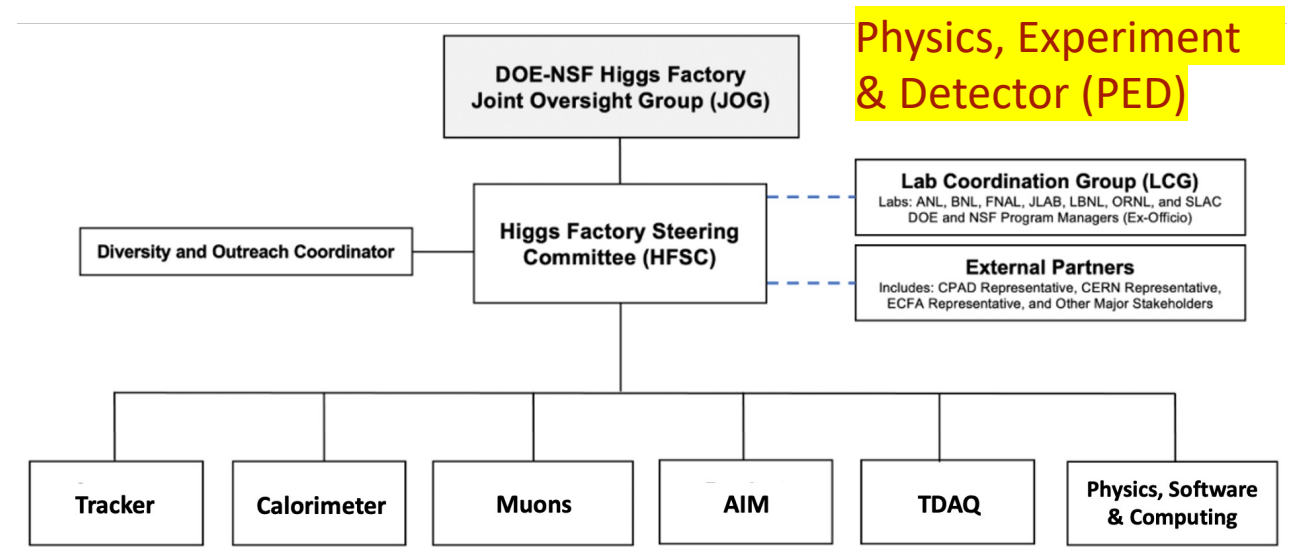 Physics, Experiment
& Detector (PED)
DOE-NSF Higgs Factory
Joint Oversight Group (JOG)
Lab Coordination Group (LCG)
Labs: ANL, BNL, FNAL, JLAB, LBNL, ORNL, and SLAC
DOE and NSF Program Managers (Ex-Officio)
Higgs Factory Steering
Committee (HFSC)
Diversity and Outreach Coordinator
External Partners
Includes: CPAD Representative, CERN Representative,
ECFA Representative, and Other Major Stakeholders
Tracker
Calorimeter
Muons
AIM
TDAQ
Physics, Software
& Computing